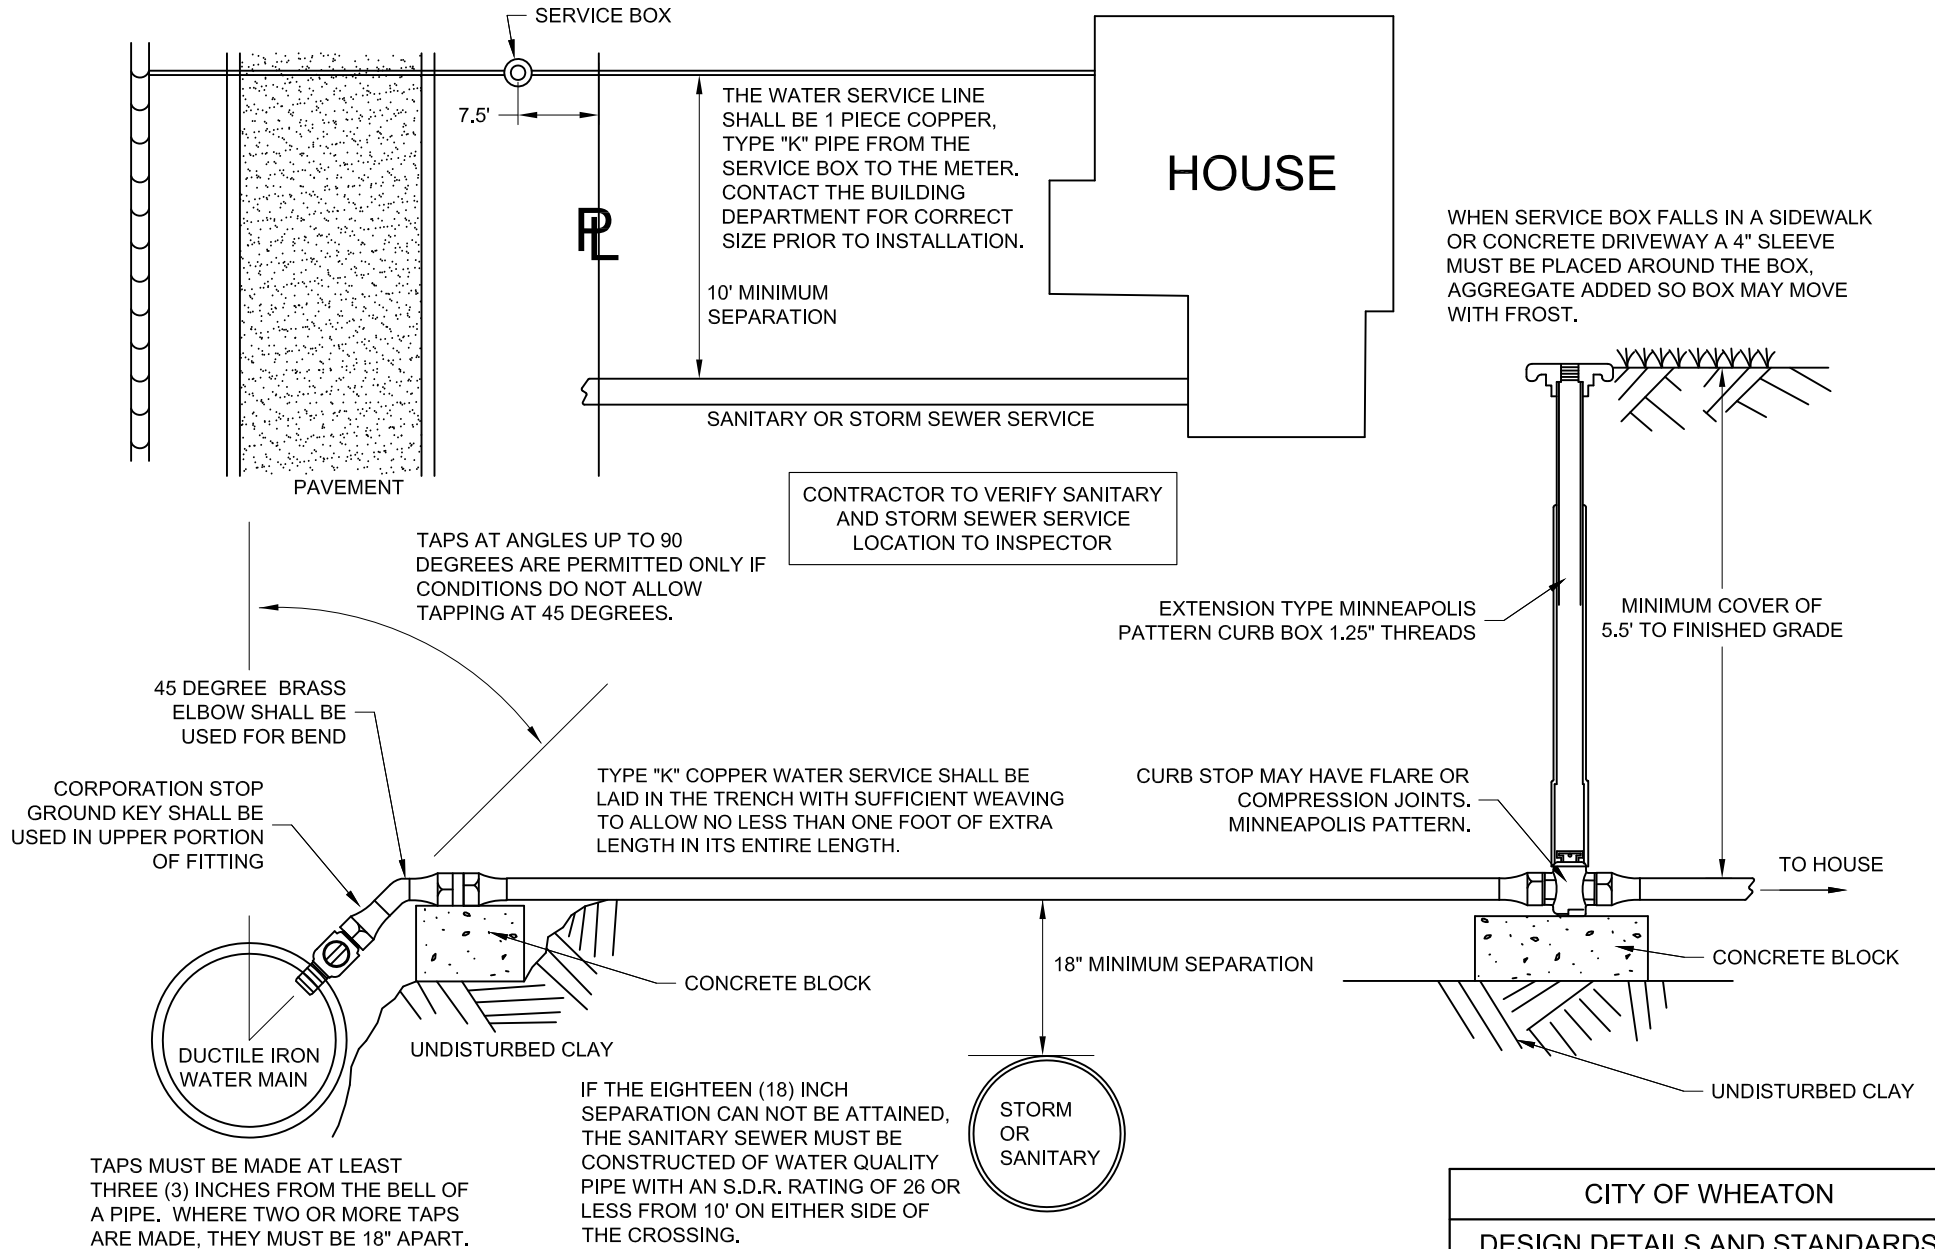 SERVICE BOX
7.5'
THE WATER SERVICE LINE
SHALL BE 1 PIECE COPPER,
TYPE "K" PIPE FROM THE
SERVICE BOX TO THE METER.
CONTACT THE BUILDING
DEPARTMENT FOR CORRECT
SIZE PRIOR TO INSTALLATION.
HOUSE
PL
10' MINIMUM
SEPARATION
WHEN SERVICE BOX FALLS IN A SIDEWALK
OR CONCRETE DRIVEWAY A 4" SLEEVE
MUST BE PLACED AROUND THE BOX,
AGGREGATE ADDED SO BOX MAY MOVE
WITH FROST.
SANITARY OR STORM SEWER SERVICE
PAVEMENT
CONTRACTOR TO VERIFY SANITARY
AND STORM SEWER SERVICE
LOCATION TO INSPECTOR
TAPS AT ANGLES UP TO 90
DEGREES ARE PERMITTED ONLY IF
CONDITIONS DO NOT ALLOW
TAPPING AT 45 DEGREES.
EXTENSION TYPE MINNEAPOLIS
PATTERN CURB BOX 1.25" THREADS
MINIMUM COVER OF
5.5' TO FINISHED GRADE
45 DEGREE BRASS
ELBOW SHALL BE
USED FOR BEND
CORPORATION STOP
GROUND KEY SHALL BE
USED IN UPPER PORTION
OF FITTING
TYPE "K" COPPER WATER SERVICE SHALL BE
LAID IN THE TRENCH WITH SUFFICIENT WEAVING
TO ALLOW NO LESS THAN ONE FOOT OF EXTRA
LENGTH IN ITS ENTIRE LENGTH.
CURB STOP MAY HAVE FLARE OR
COMPRESSION JOINTS.
MINNEAPOLIS PATTERN.
TO HOUSE
CONCRETE BLOCK
18" MINIMUM SEPARATION
CONCRETE BLOCK
UNDISTURBED CLAY
DUCTILE IRON
WATER MAIN
UNDISTURBED CLAY
IF THE EIGHTEEN (18) INCH
SEPARATION CAN NOT BE ATTAINED,
THE SANITARY SEWER MUST BE
CONSTRUCTED OF WATER QUALITY
PIPE WITH AN S.D.R. RATING OF 26 OR
LESS FROM 10' ON EITHER SIDE OF
THE CROSSING.
STORM
OR
SANITARY
TAPS MUST BE MADE AT LEAST
THREE (3) INCHES FROM THE BELL OF
A PIPE. WHERE TWO OR MORE TAPS
ARE MADE, THEY MUST BE 18" APART.
CITY OF WHEATON
DESIGN DETAILS AND STANDARDS